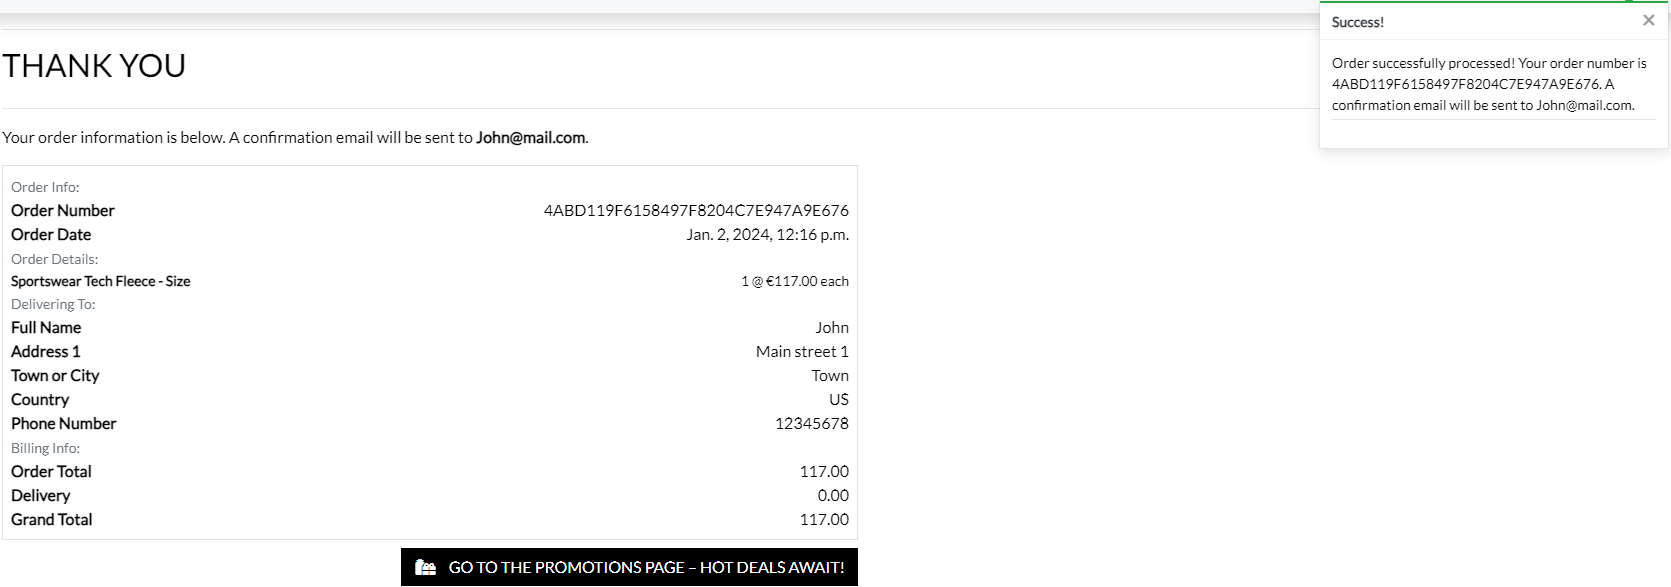 Success!
Order successfully processed! Your order number is
4ABD119F6158497F8204C7E947A9E676. A
confirmation email will be sent to John@mail.com.
THANK YOU
Your order information is below. A confirmation email will be sent to John@mail.com.
Order Info:
Order Number 4ABD119F6158497F8204C7E947A9E676
Order Date Jan. 2, 2024, 12:16 p.m.
Order Details:
Sportswear Tech Fleece - Size 1 @ €117.00 each
Delivering To:
Full Name John
Address 1 Main street 1
Town or City Town
Country US
Phone Number 12345678
Billing Info:
Order Total 117.00
Delivery 0.00
Grand Total 117.00
GO TO THE PROMOTIONS PAGE – HOT DEALS AWAIT!